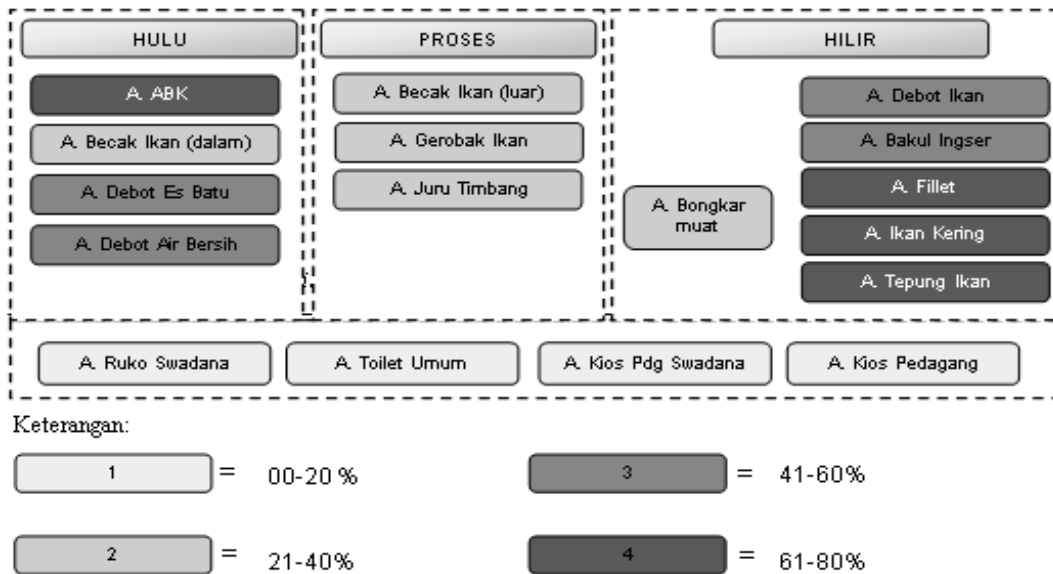 HULU
A. ABK
A. Becak Ikan (dalam)
A. Debot Es Batu
A. Debot Air Bersih
PROSES
A. Becak Ikan (luar)
A. Gerobak Ikan
A. Juru Timbang
HILIR
A. Bongkar
muat
A. Debot Ikan
A. Bakul Ingser
A. Fillet
A. Ikan Kering
A. Tepung Ikan
A. Ruko Swadana
A. Toilet Umum
A. Kios Pdg Swadana
A. Kios Pedagang
Keterangan:
1 = 00-20 %
3 = 41-60%
2 = 21-40%
4 = 61-80%